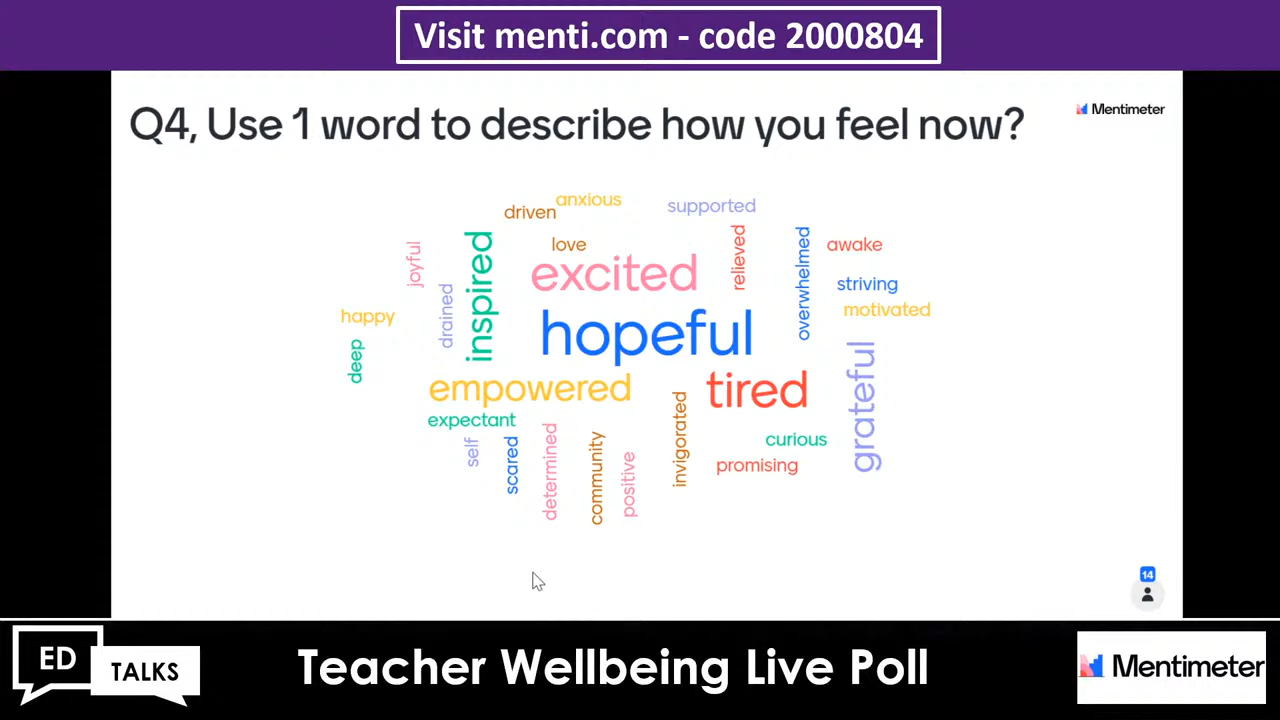 Visit menti.com - code 2000804
Q4, Use 1 word to describe how you feel now?
Mentimeter
anxious
driven
supported
love
joyful
inspired
excited
relieved
overwhelmed
awake
striving
drained
happy
motivated
hopeful
deep
grateful
empowered
tired
expectant
invigorated
curious
self
scared
determined
community
positive
promising
14
ED
TALKS
Teacher Wellbeing Live Poll
Mentimeter